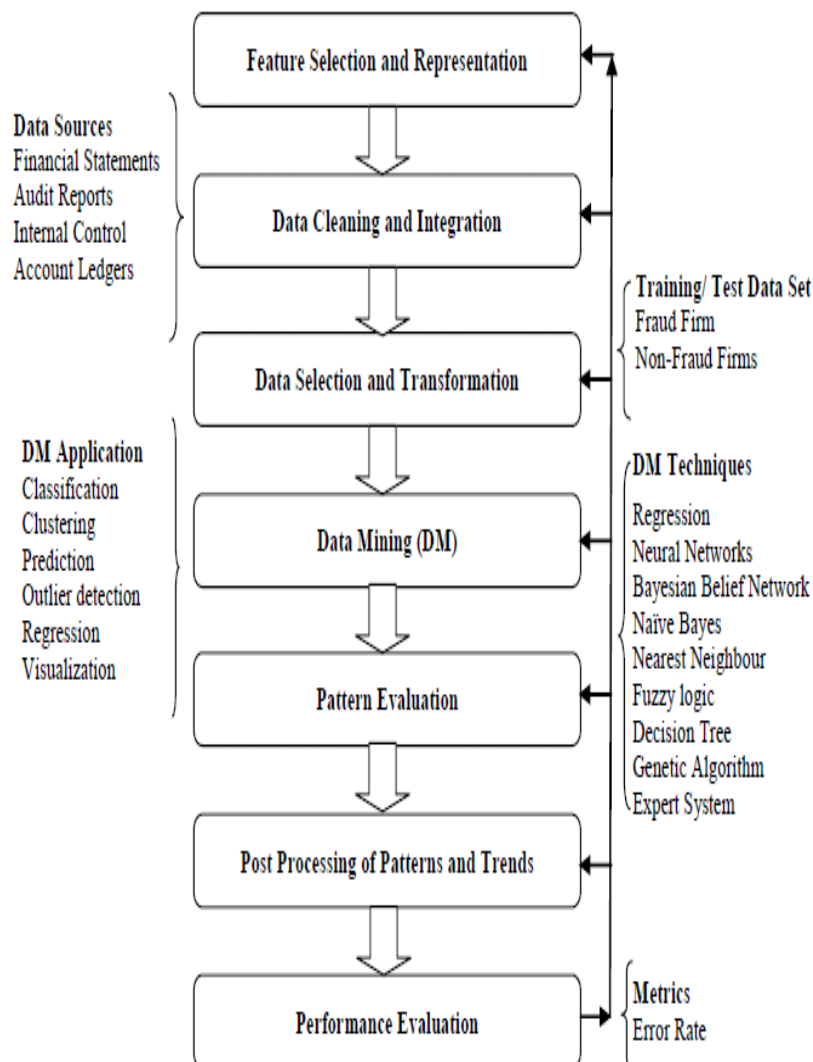 Feature Selection and Representation
Data Sources
Financial Statements
Audit Reports
Internal Control
Account Ledgers
Data Cleaning and Integration
Training/ Test Data Set
Fraud Firm
Non-Fraud Firms
Data Selection and Transformation
DM Application
Classification
Clustering
Prediction
Outlier detection
Regression
Visualization
Data Mining (DM)
DM Techniques
Regression
Neural Networks
Bayesian Belief Network
Naïve Bayes
Nearest Neighbour
Fuzzy logic
Decision Tree
Genetic Algorithm
Expert System
Pattern Evaluation
Post Processing of Patterns and Trends
Performance Evaluation
Metrics
Error Rate